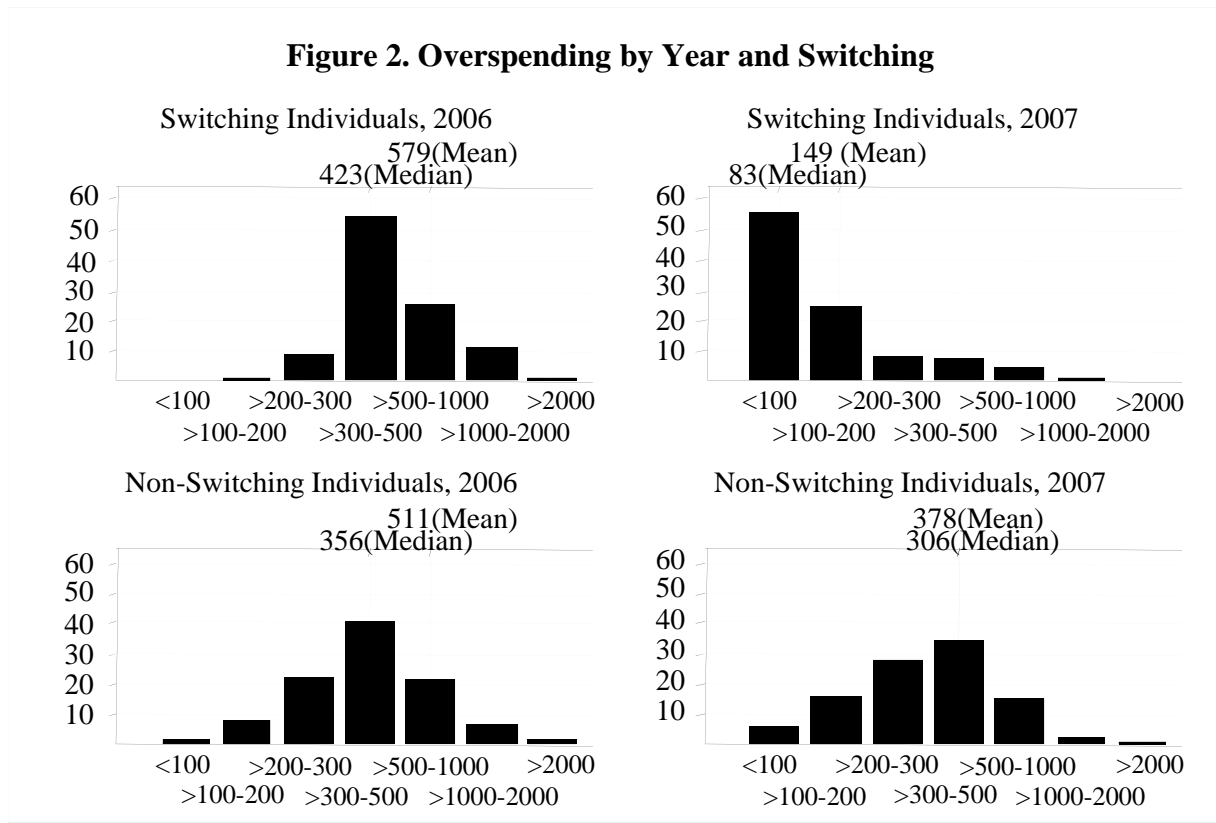 Figure 2. Overspending by Year and Switching
Switching Individuals, 2006
579(Mean)
423(Median)
60
50
40
30
20
10
<100 >200-300 >500-1000 >2000
>100-200 >300-500 >1000-2000
Switching Individuals, 2007
149 (Mean)
83(Median)
60
50
40
30
20
10
<100 >200-300 >500-1000 >2000
>100-200 >300-500 >1000-2000
Non-Switching Individuals, 2006
511(Mean)
356(Median)
60
50
40
30
20
10
<100 >200-300 >500-1000 >2000
>100-200 >300-500 >1000-2000
Non-Switching Individuals, 2007
378(Mean)
306(Median)
60
50
40
30
20
10
<100 >200-300 >500-1000 >2000
>100-200 >300-500 >1000-2000